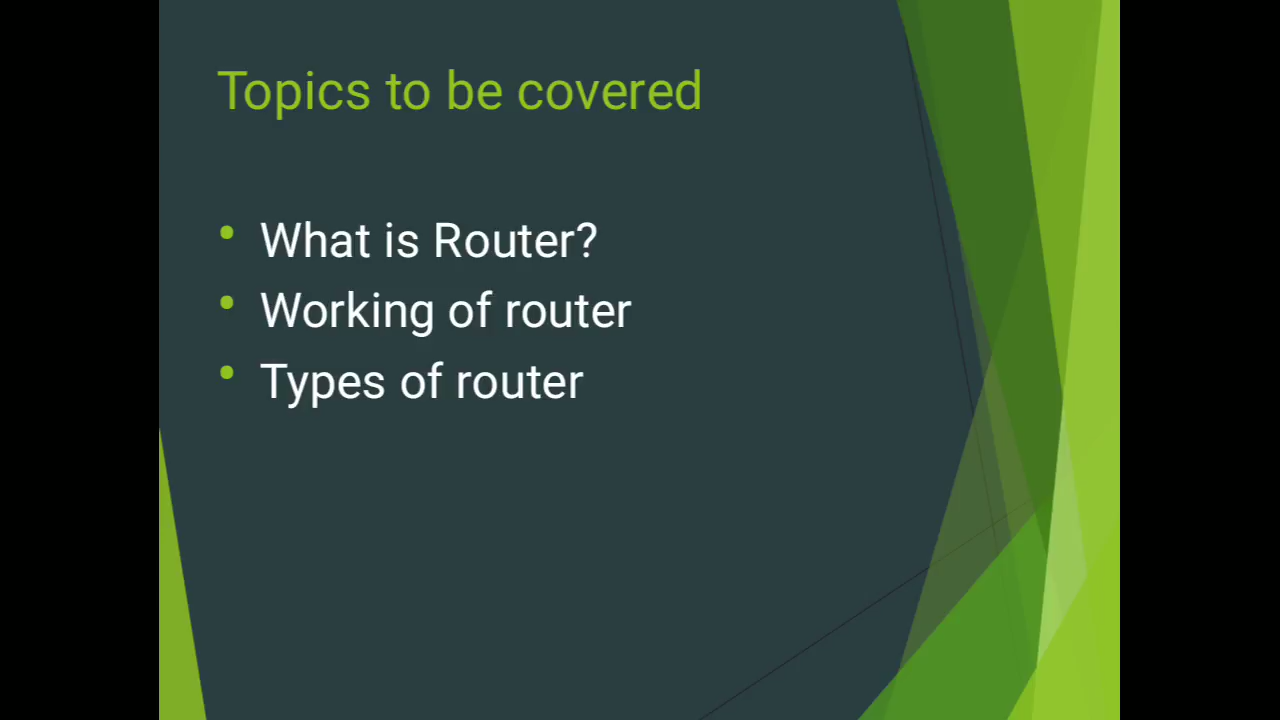 Topics to be covered
• What is Router?
• Working of router
• Types of router